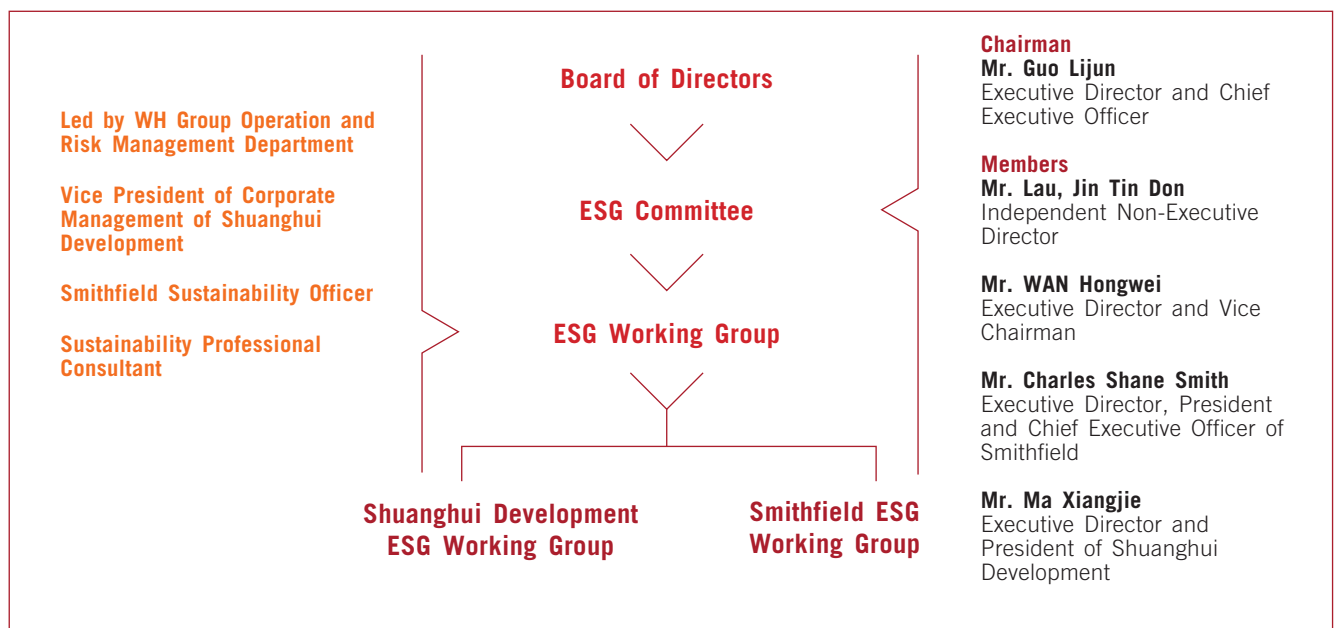 Led by WH Group Operation and
Risk Management Department
Vice President of Corporate
Management of Shuanghui
Development
Smithfield Sustainability Officer
Sustainability Professional
Consultant
Board of Directors
ESG Committee
ESG Working Group
Shuanghui Development
ESG Working Group
Smithfield ESG
Working Group
Chairman
Mr. Guo Lijun
Executive Director and Chief
Executive Officer
Members
Mr. Lau, Jin Tin Don
Independent Non-Executive
Director
Mr. WAN Hongwei
Executive Director and Vice
Chairman
Mr. Charles Shane Smith
Executive Director, President
and Chief Executive Officer of
Smithfield
Mr. Ma Xiangjie
Executive Director and
President of Shuanghui
Development